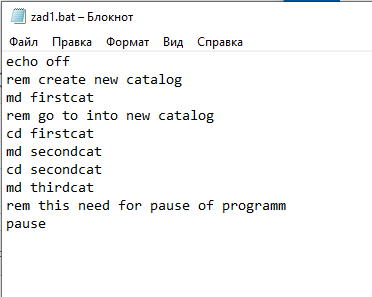 zad1.bat – Блокнот
Файл Правка Формат Вид Справка
echo off
rem create new catalog
md firstcat
rem go to into new catalog
cd firstcat
md secondcat
cd secondcat
md thirdcat
rem this need for pause of programm
pause